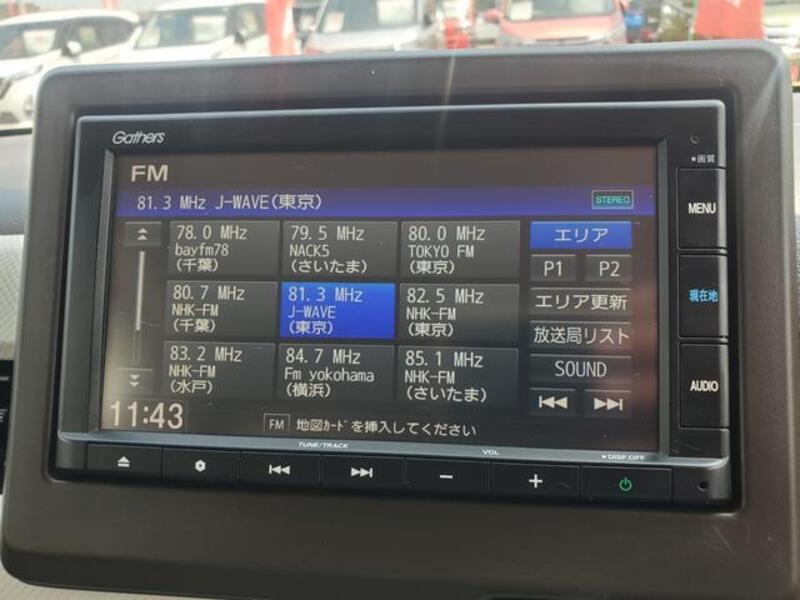 Gathers
FM
81.3 MHz J-WAVE(東京)
STEREO
●画質
MENU
現在地
AUDIO
78.0 MHz
bayfm78
(千葉)
79.5 MHz
NACK5
(さいたま)
80.0 MHz
TOKYO FM
(東京)
エリア
P1
P2
80.7 MHz
NHK-FM
(千葉)
81.3 MHz
J-WAVE
(東京)
82.5 MHz
NHK-FM
(東京)
エリア更新
放送局リスト
83.2 MHz
NHK-FM
(水戸)
84.7 MHz
Fm yokohama
(横浜)
85.1 MHz
NHK-FM
(さいたま)
SOUND
11:43
FM 地図ｶｰﾄﾞを挿入してください
TUNE/TRACK
VOL
●DISP.OFF